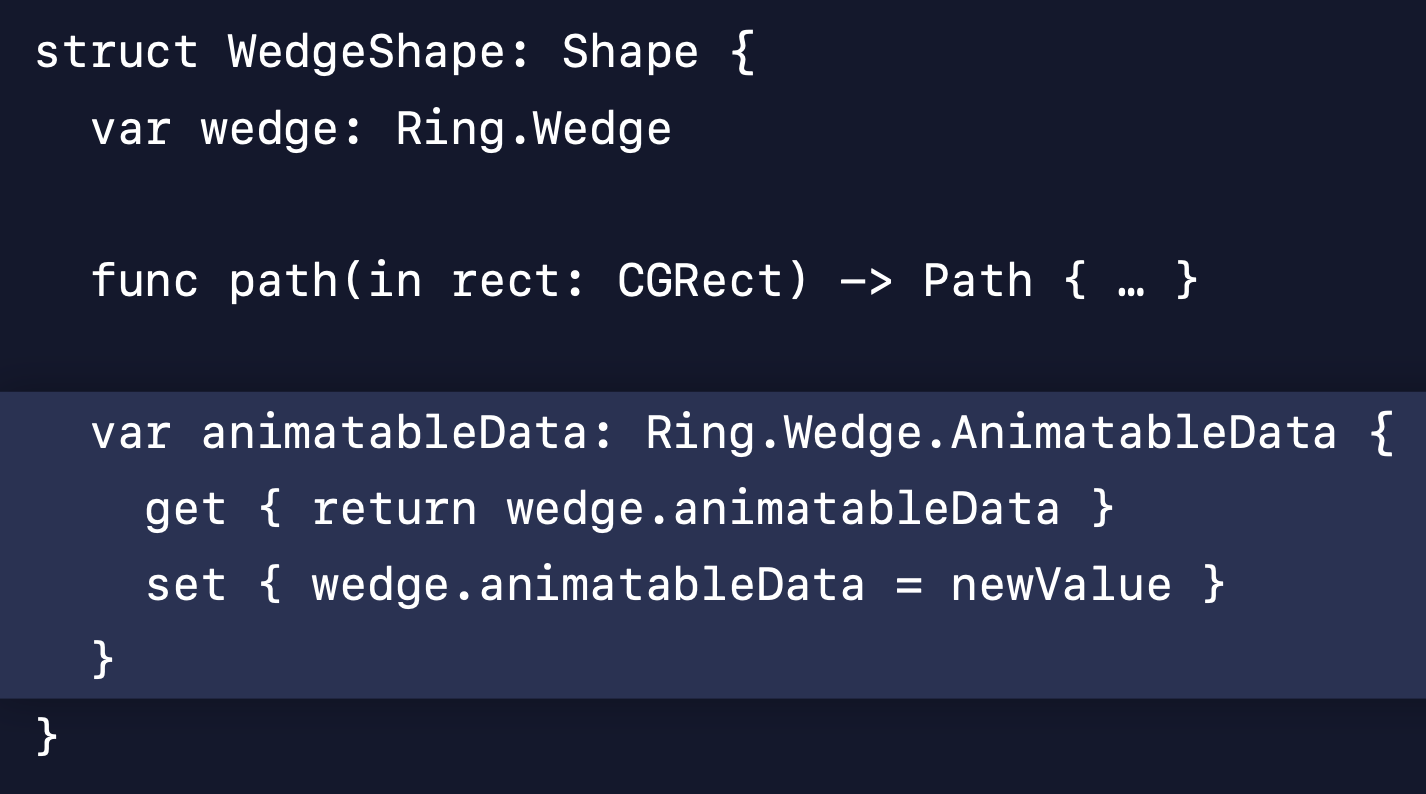 struct WedgeShape: Shape {
  var wedge: Ring.Wedge
  func path(in rect: CGRect) -> Path { … }
  var animatableData: Ring.Wedge.AnimatableData {
    get { return wedge.animatableData }
    set { wedge.animatableData = newValue }
  }
}